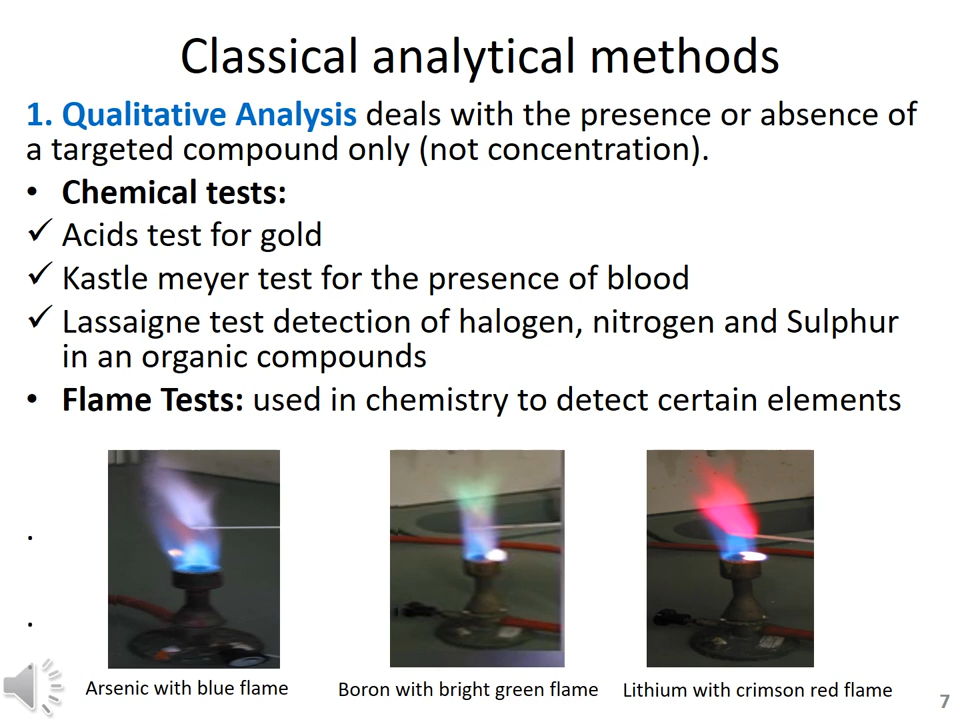 Classical analytical methods
1. Qualitative Analysis deals with the presence or absence of
a targeted compound only (not concentration).
• Chemical tests:
✓ Acids test for gold
✓ Kastle meyer test for the presence of blood
✓ Lassaigne test detection of halogen, nitrogen and Sulphur
in an organic compounds
• Flame Tests: used in chemistry to detect certain elements
.
.
Arsenic with blue flame
Boron with bright green flame
Lithium with crimson red flame
7